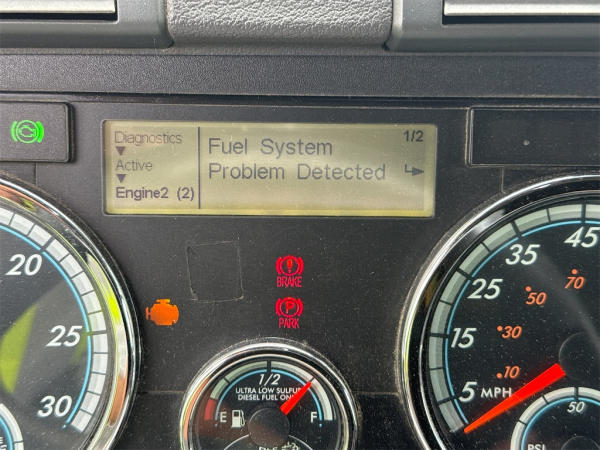 Diagnostics
Active
Engine2 (2)
Fuel System
Problem Detected
1/2
BRAKE
P
PARK
20
25
30
1/2
ULTRA LOW SULFUR
DIESEL FUEL ONLY
E
F
5
15
25
35
45
10
30
50
70
MPH
50
PSI